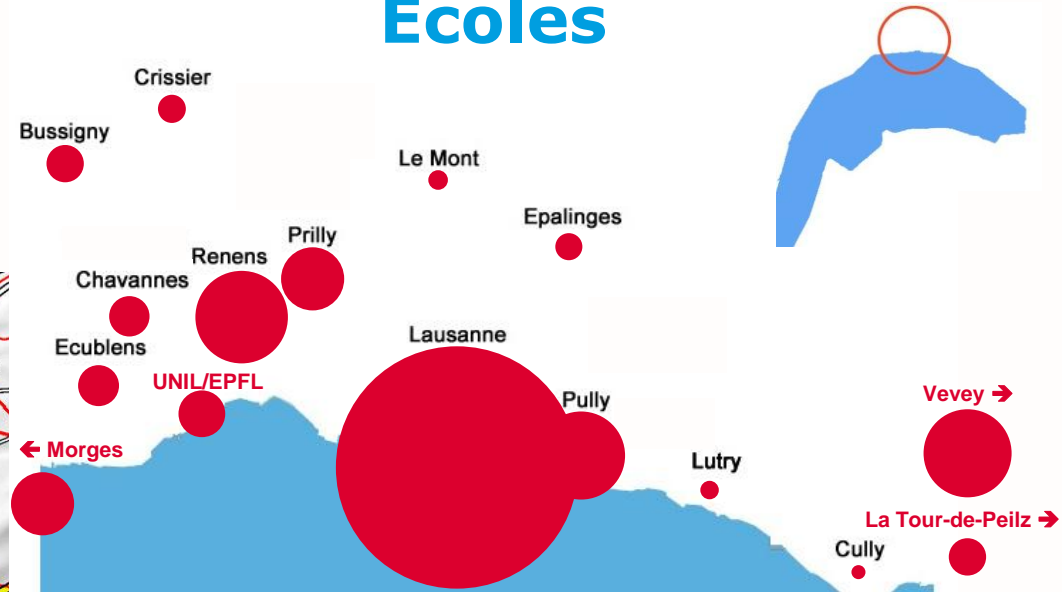 Ecoles
Crissier
Bussigny
Le Mont
Epalinges
Prilly
Renens
Chavannes
Lausanne
Ecublens
UNIL/EPFL
Pully
Vevey →
← Morges
Lutry
La Tour-de-Peilz →
Cully